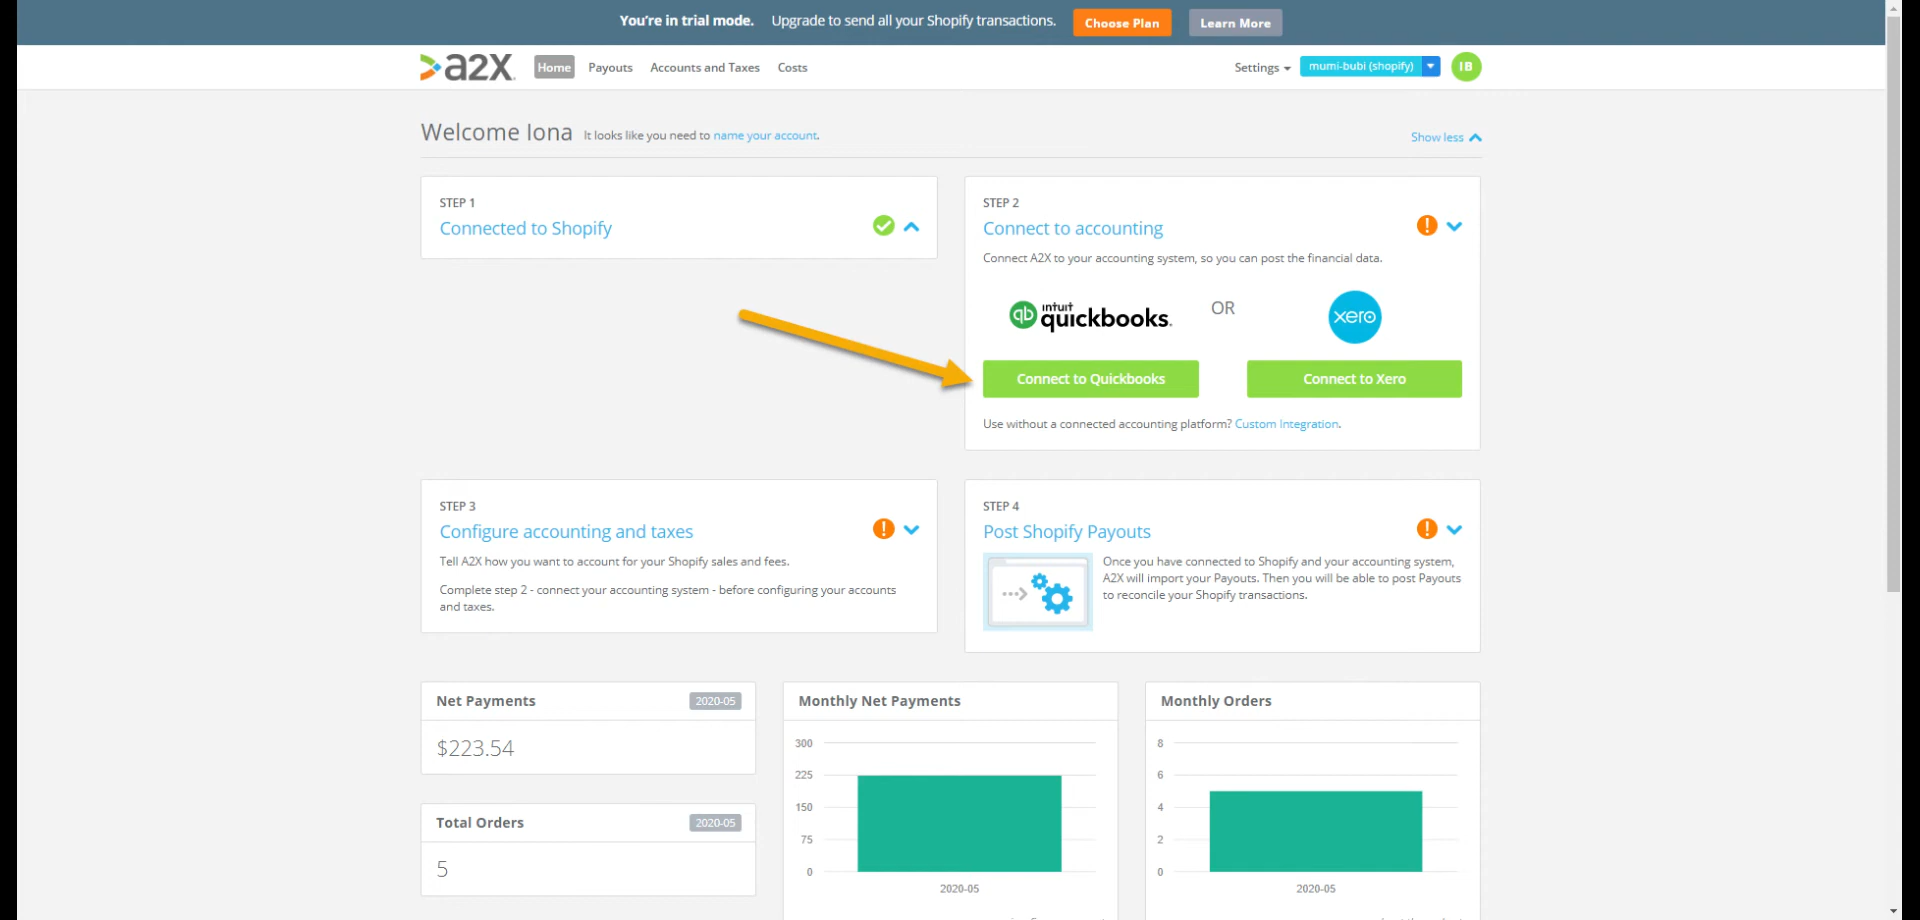 You're in trial mode. Upgrade to send all your Shopify transactions. Choose Plan Learn More
a2X. Home Payouts Accounts and Taxes Costs Settings mumi-bubi (shopify) IB
Welcome Iona It looks like you need to name your account. Show less
STEP 1
Connected to Shopify
STEP 2
Connect to accounting
Connect A2X to your accounting system, so you can post the financial data.
qb intuit quickbooks. OR xero
Connect to Quickbooks Connect to Xero
Use without a connected accounting platform? Custom Integration.
STEP 3
Configure accounting and taxes
Tell A2X how you want to account for your Shopify sales and fees.
Complete step 2 - connect your accounting system - before configuring your accounts
and taxes.
STEP 4
Post Shopify Payouts
Once you have connected to Shopify and your accounting system,
A2X will import your Payouts. Then you will be able to post Payouts
to reconcile your Shopify transactions.
Net Payments 2020-05
$223.54
Total Orders 2020-05
5
Monthly Net Payments
300
225
150
75
0
2020-05
Monthly Orders
8
6
4
2
0
2020-05